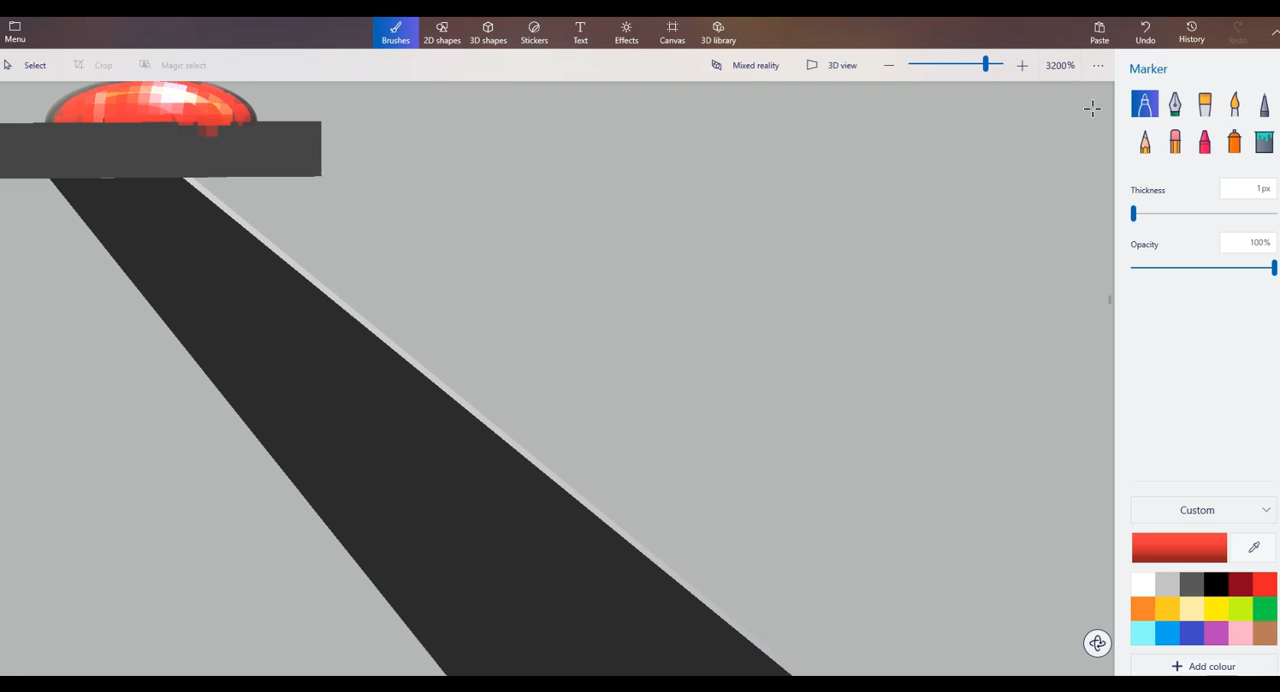 Menu
Brushes
2D shapes
3D shapes
Stickers
Text
Effects
Canvas
3D library
Paste
Undo
History
Redo
Select
Crop
Magic select
Mixed reality
3D view
3200%
Marker
Thickness
1px
Opacity
100%
Custom
Add colour